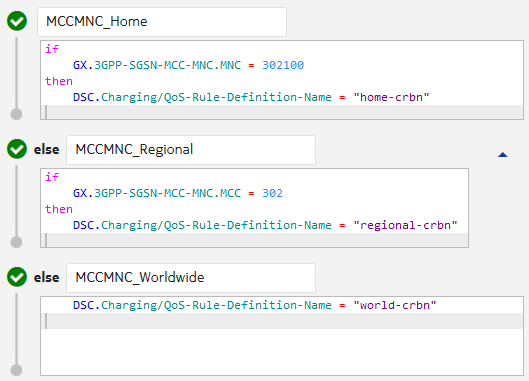 MCCMNC_Home
if
GX.3GPP-SGSN-MCC-MNC.MNC = 302100
then
DSC.Charging/QoS-Rule-Definition-Name = "home-crbn"
else MCCMNC_Regional
if
GX.3GPP-SGSN-MCC-MNC.MCC = 302
then
DSC.Charging/QoS-Rule-Definition-Name = "regional-crbn"
else MCCMNC_Worldwide
DSC.Charging/QoS-Rule-Definition-Name = "world-crbn"